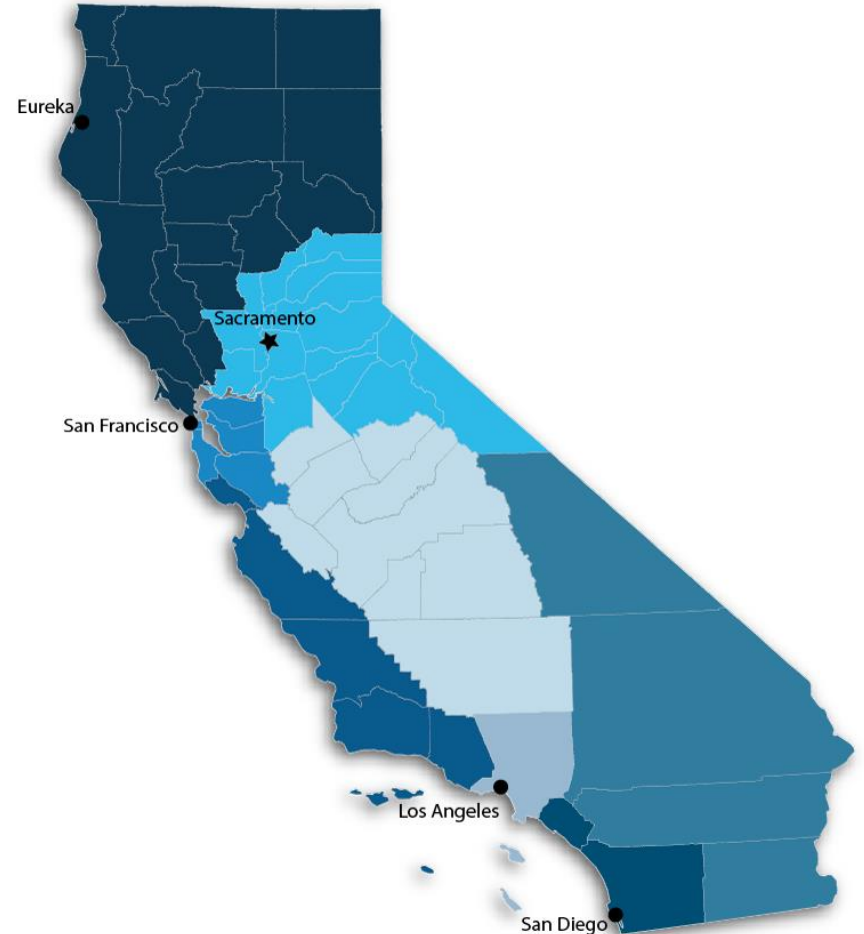 Eureka
Sacramento
San Francisco
Los Angeles
San Diego